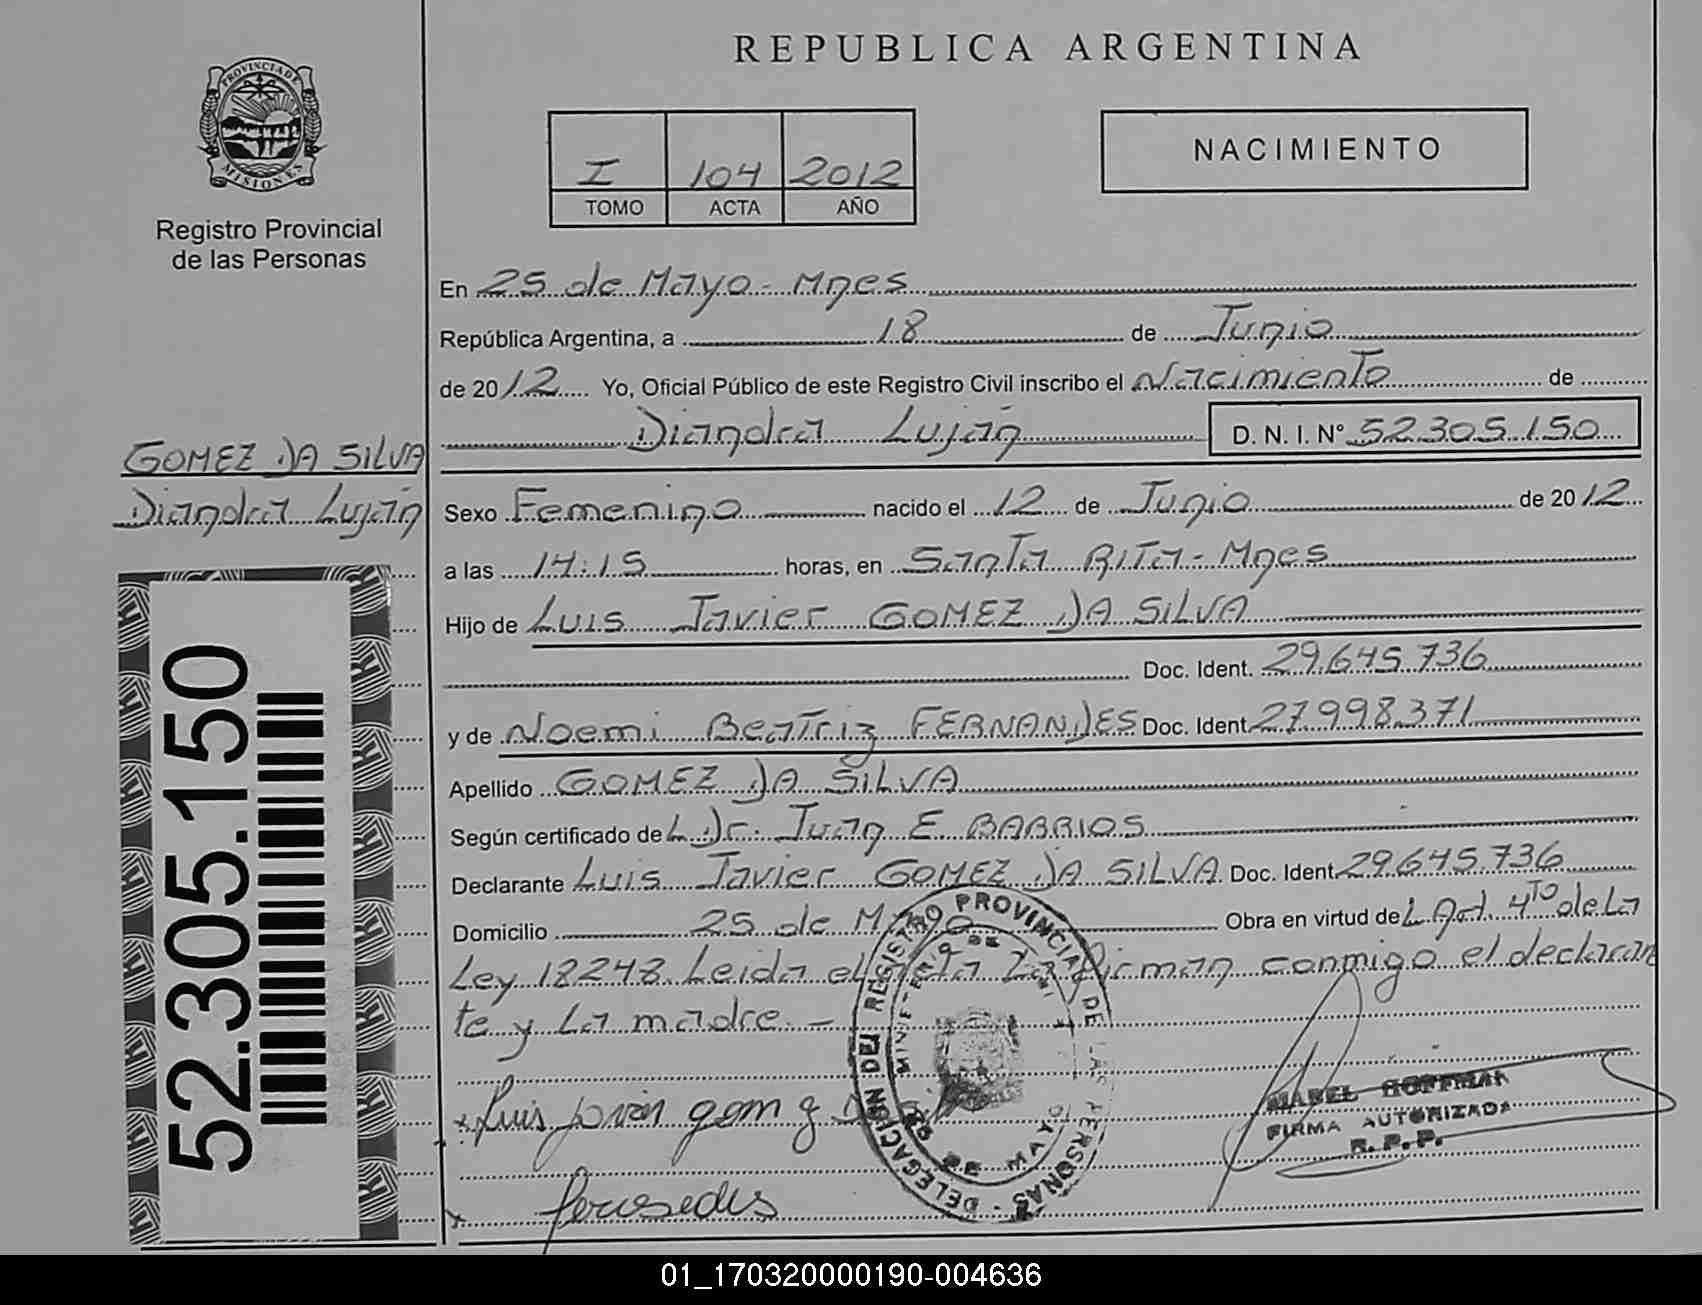 REPUBLICA ARGENTINA
PROVINCIA DE
MISIONES
Registro Provincial
de las Personas
I 104 2012
TOMO ACTA AÑO
NACIMIENTO
En 25 de Mayo - Mnes
República Argentina, a 18 de Junio
de 2012 Yo, Oficial Público de este Registro Civil inscribo el Nacimiento de
Diandra Luján D. N. I. N° 52.305.150
GOMEZ DA SILVA
Diandra Luján
Sexo Femenino nacido el 12 de Junio de 2012
a las 14:15 horas, en Santa Rita - Mnes
Hijo de Luis Javier GOMEZ DA SILVA
Doc. Ident. 29.645.736
y de Noemi Beatriz FERNANDES Doc. Ident. 27.998.371
Apellido GOMEZ DA SILVA
Según certificado del Dr. Juan E BARRIOS
Declarante Luis Javier GOMEZ DA SILVA Doc. Ident. 29.645.736
Domicilio 25 de Mayo Obra en virtud del Art. 4to de La
Ley 18248. Leida el acta La Firman conmigo el declaran
te y La madre. -
52.305.150
DELEGACION DEL REGISTRO PROVINCIAL DE LAS PERSONAS
25 DE MAYO
MABEL HOFFMAN
FIRMA AUTORIZADA
R.P.P.
01_170320000190-004636